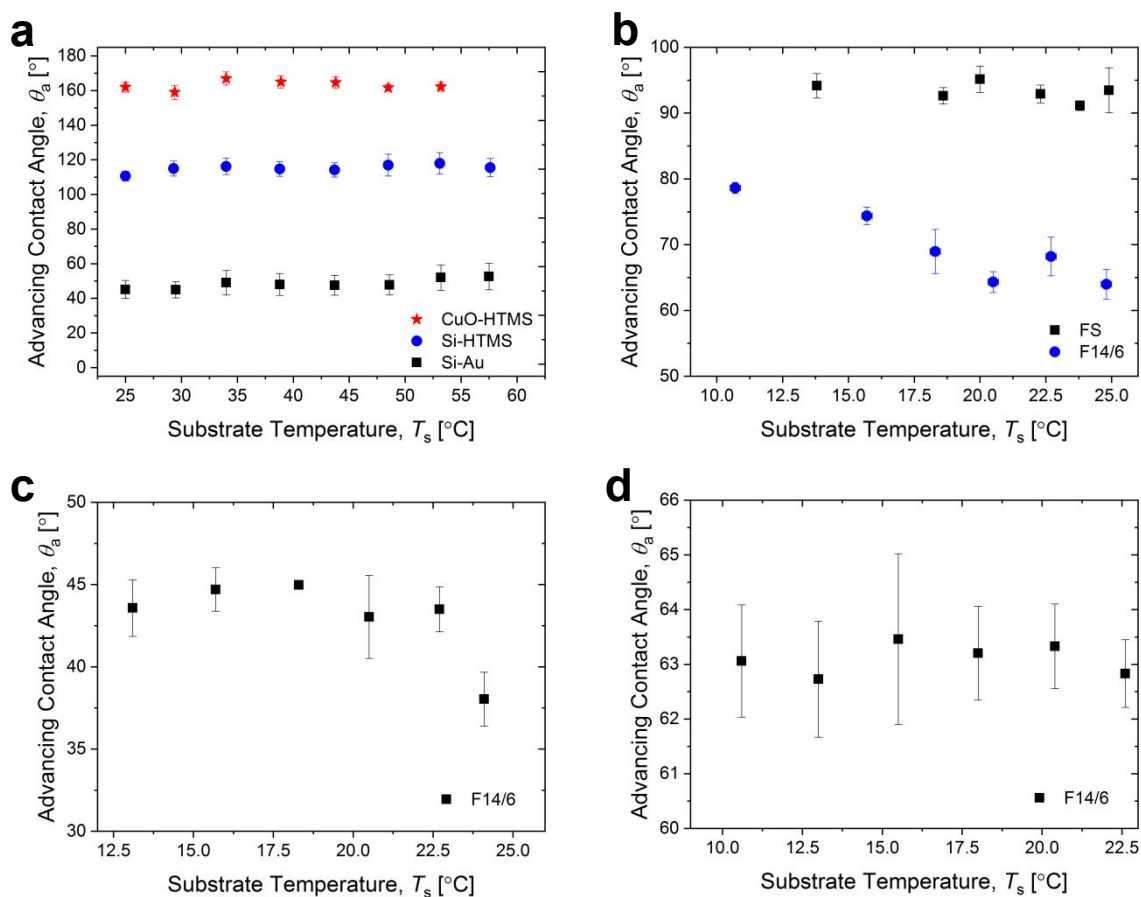 a
180
160
140
120
100
80
60
40
20
0
Advancing Contact Angle, θa [°]
CuO-HTMS
Si-HTMS
Si-Au
25 30 35 40 45 50 55 60
Substrate Temperature, Ts [°C]
b
100
90
80
70
60
50
Advancing Contact Angle, θa [°]
FS
F14/6
10.0 12.5 15.0 17.5 20.0 22.5 25.0
Substrate Temperature, Ts [°C]
c
50
45
40
35
30
Advancing Contact Angle, θa [°]
F14/6
12.5 15.0 17.5 20.0 22.5 25.0
Substrate Temperature, Ts [°C]
d
66
65
64
63
62
61
60
Advancing Contact Angle, θa [°]
F14/6
10.0 12.5 15.0 17.5 20.0 22.5
Substrate Temperature, Ts [°C]